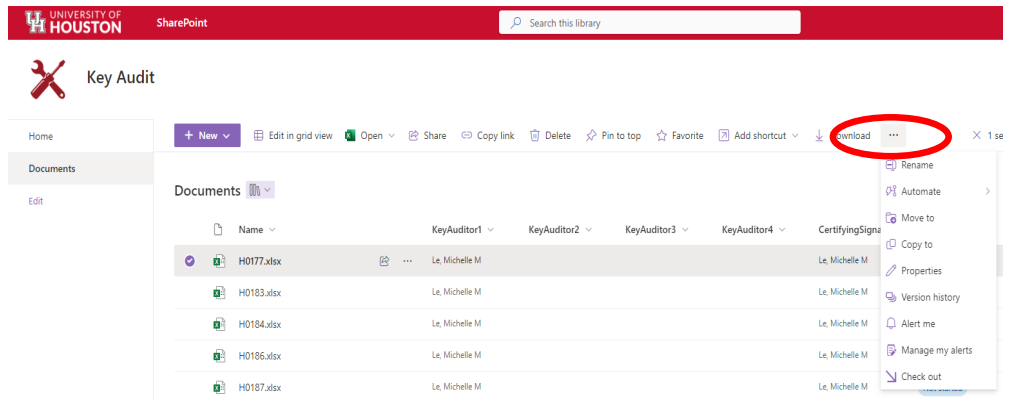 UNIVERSITY OF
HOUSTON
SharePoint
Search this library
Key Audit
Home
Documents
Edit
New
Edit in grid view
Open
Share
Copy link
Delete
Pin to top
Favorite
Add shortcut
Download
1 se
Rename
Automate
Move to
Copy to
Properties
Version history
Alert me
Manage my alerts
Check out
Documents
Name KeyAuditor1 KeyAuditor2 KeyAuditor3 KeyAuditor4 CertifyingSigna
H0177.xlsx Le, Michelle M Le, Michelle M
H0183.xlsx Le, Michelle M Le, Michelle M
H0184.xlsx Le, Michelle M Le, Michelle M
H0186.xlsx Le, Michelle M Le, Michelle M
H0187.xlsx Le, Michelle M Le, Michelle M